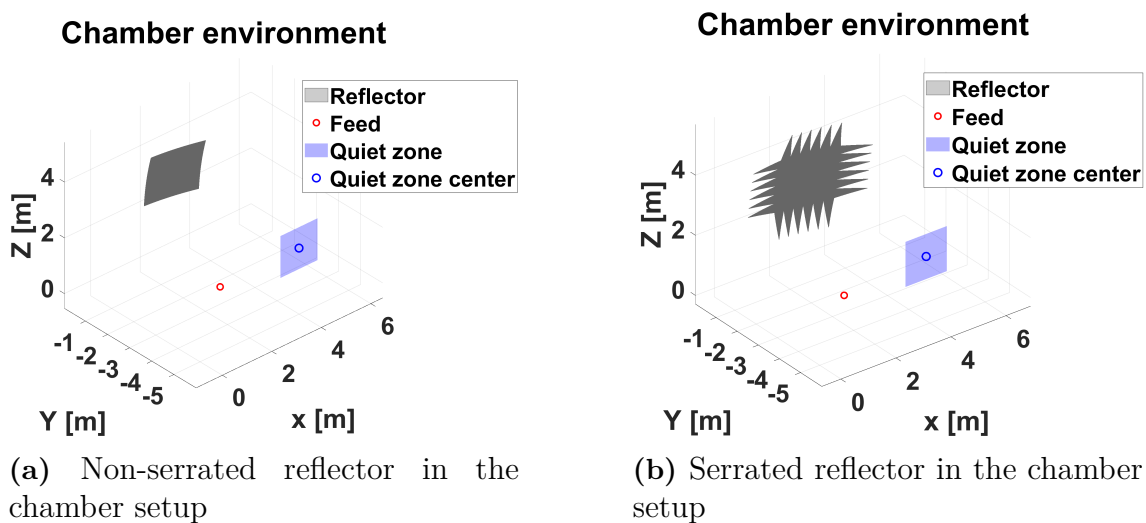 Chamber environment
Reflector
Feed
Quiet zone
Quiet zone center
Z [m]
4
2
0
-1
-2
-3
-4
-5
Y [m]
0
2
4
6
x [m]
(a) Non-serrated reflector in the
chamber setup
Chamber environment
Reflector
Feed
Quiet zone
Quiet zone center
Z [m]
4
2
0
-1
-2
-3
-4
-5
Y [m]
0
2
4
6
x [m]
(b) Serrated reflector in the chamber
setup